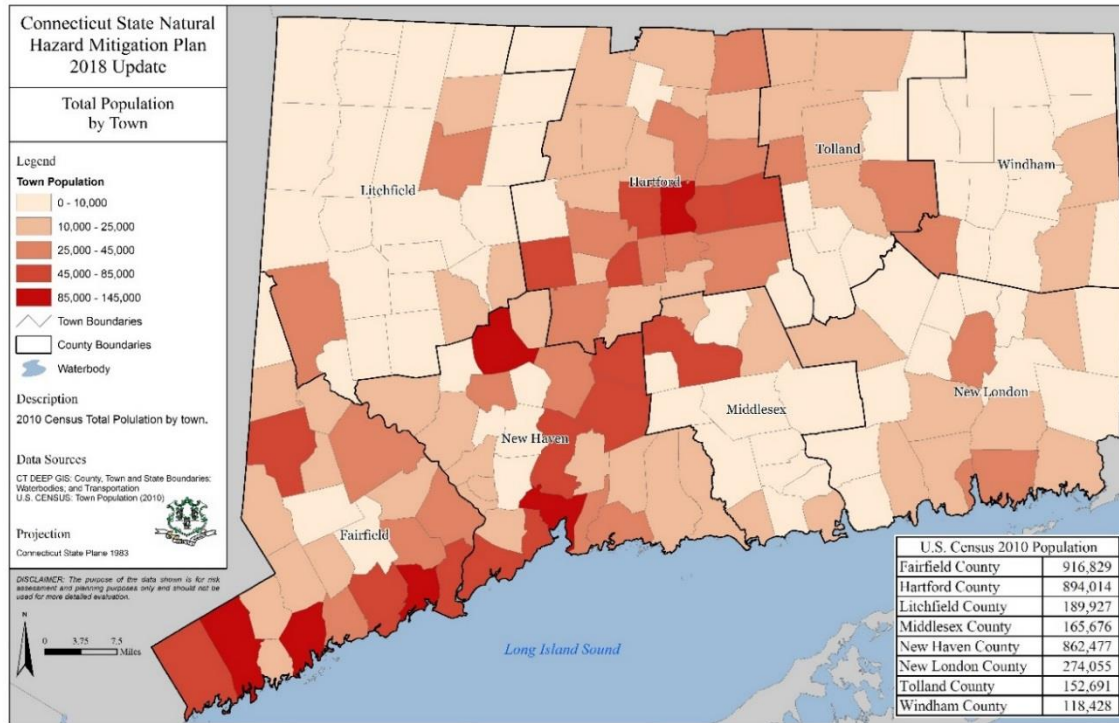 Connecticut State Natural
Hazard Mitigation Plan
2018 Update
Total Population
by Town
Legend
Town Population
0 - 10,000
10,000 - 25,000
25,000 - 45,000
45,000 - 85,000
85,000 - 145,000
Town Boundaries
County Boundaries
Waterbody
Description
2010 Census Total Polulation by town.
Data Sources
CT DEEP GIS: County, Town and State Boundaries;
Waterbodies; and Transportation
U.S. CENSUS: Town Population (2010)
Projection
Connecticut State Plane 1983
DISCLAIMER: The purpose of the data shown is for risk
assessment and planning purposes only and should not be
used for more detailed evaluation.
N
0 3.75 7.5
Miles
Litchfield
Hartford
Tolland
Windham
New Haven
Middlesex
New London
Fairfield
Long Island Sound
U.S. Census 2010 Population
Fairfield County 916,829
Hartford County 894,014
Litchfield County 189,927
Middlesex County 165,676
New Haven County 862,477
New London County 274,055
Tolland County 152,691
Windham County 118,428